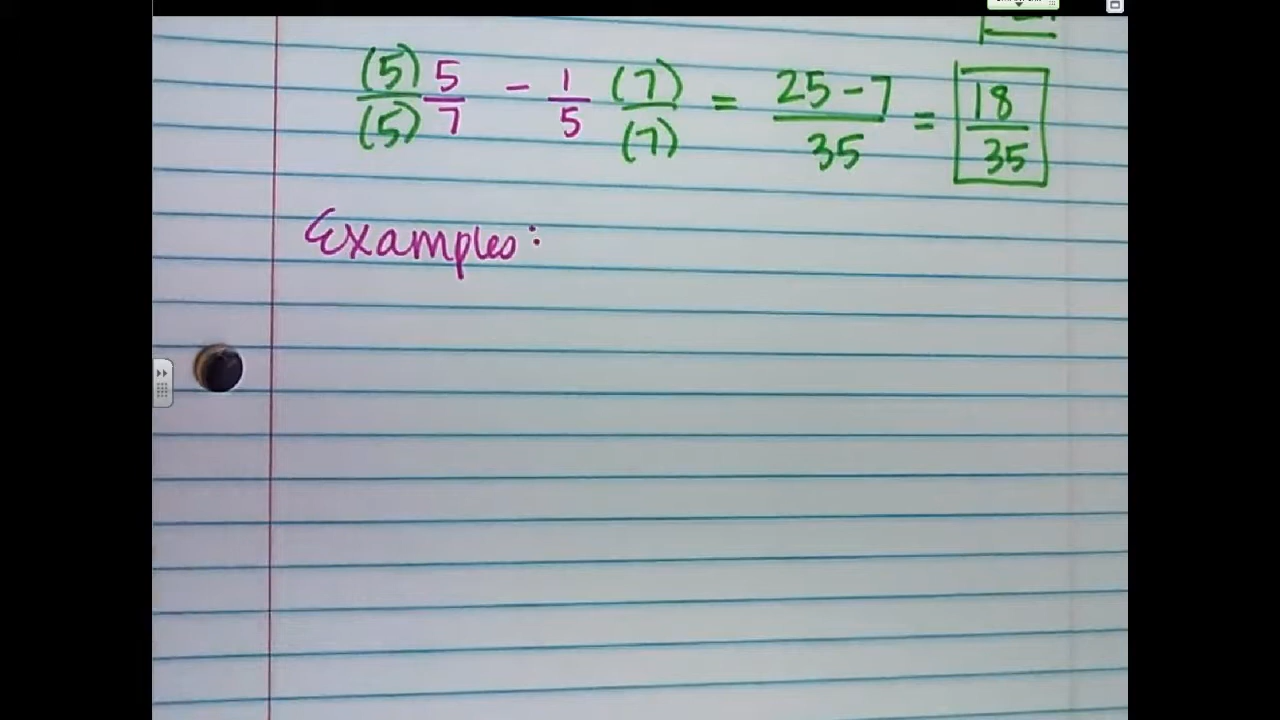 (5)/(5) 5/7 - 1/5 (7)/(7) = 25-7/35 = 18/35
Examples: